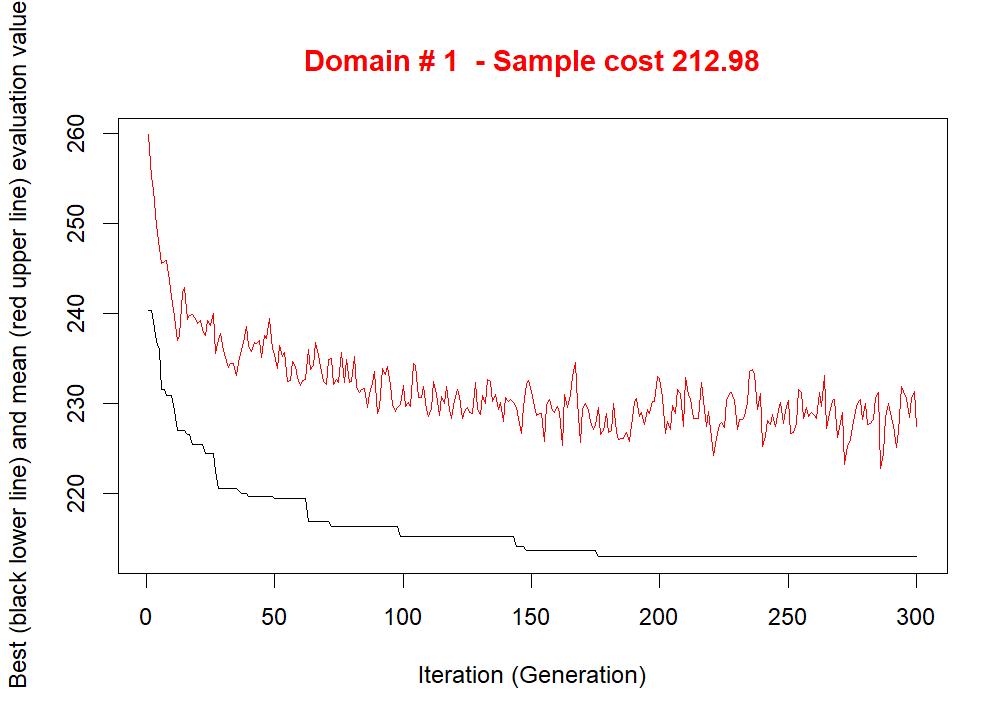 Domain # 1  - Sample cost 212.98
Best (black lower line) and mean (red upper line) evaluation value
260
250
240
230
220
0 50 100 150 200 250 300
Iteration (Generation)